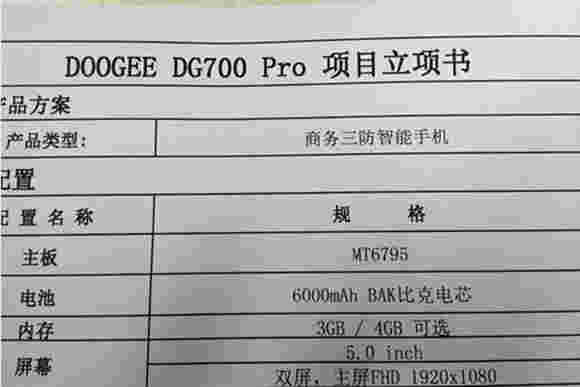 DOOGEE DG700 Pro 项目立项书
产品方案
产品类型: 商务三防智能手机
配置
配置名称 规 格
主板 MT6795
电池 6000mAh BAK比克电芯
内存 3GB / 4GB 可选
屏幕 5.0 inch
双屏，主屏FHD 1920x1080